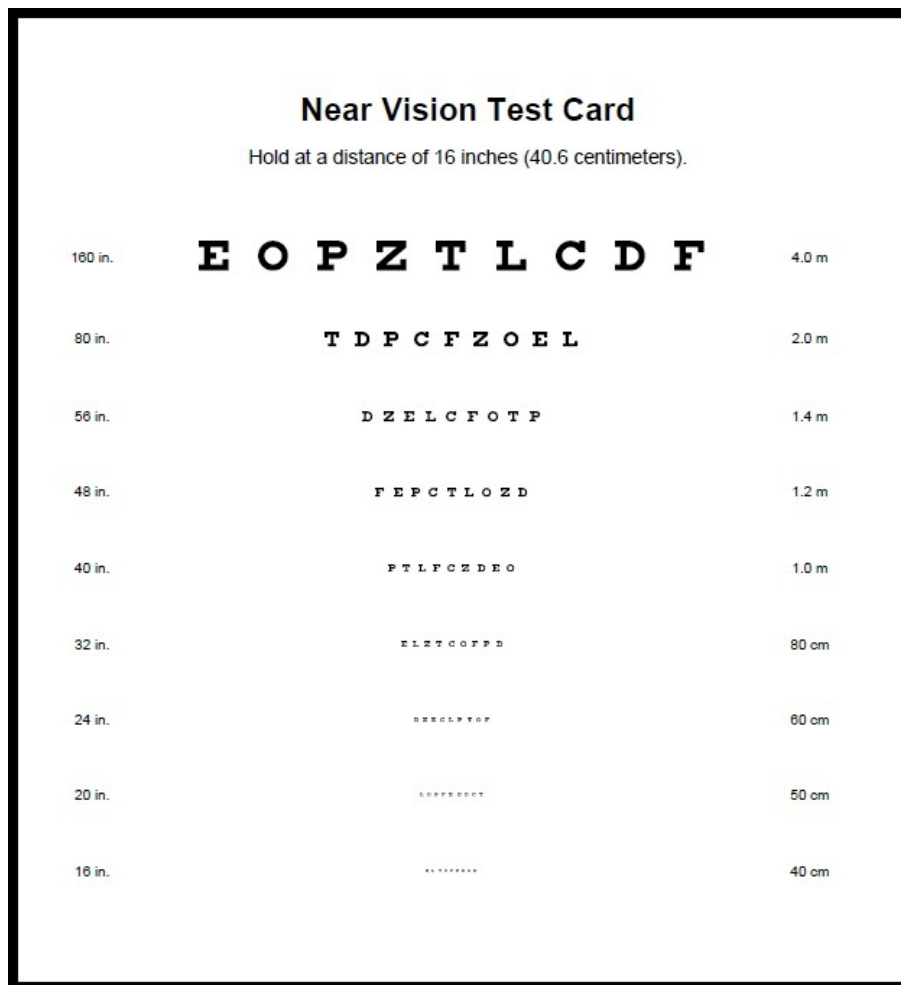 Near Vision Test Card
Hold at a distance of 16 inches (40.6 centimeters).
160 in. E O P Z T L C D F 4.0 m
80 in. T D P C F Z O E L 2.0 m
56 in. D Z E L C F O T P 1.4 m
48 in. F E P C T L O Z D 1.2 m
40 in. P T L F C Z D E O 1.0 m
32 in. E L Z T C O F P D 80 cm
24 in. 60 cm
20 in. 50 cm
16 in. 40 cm